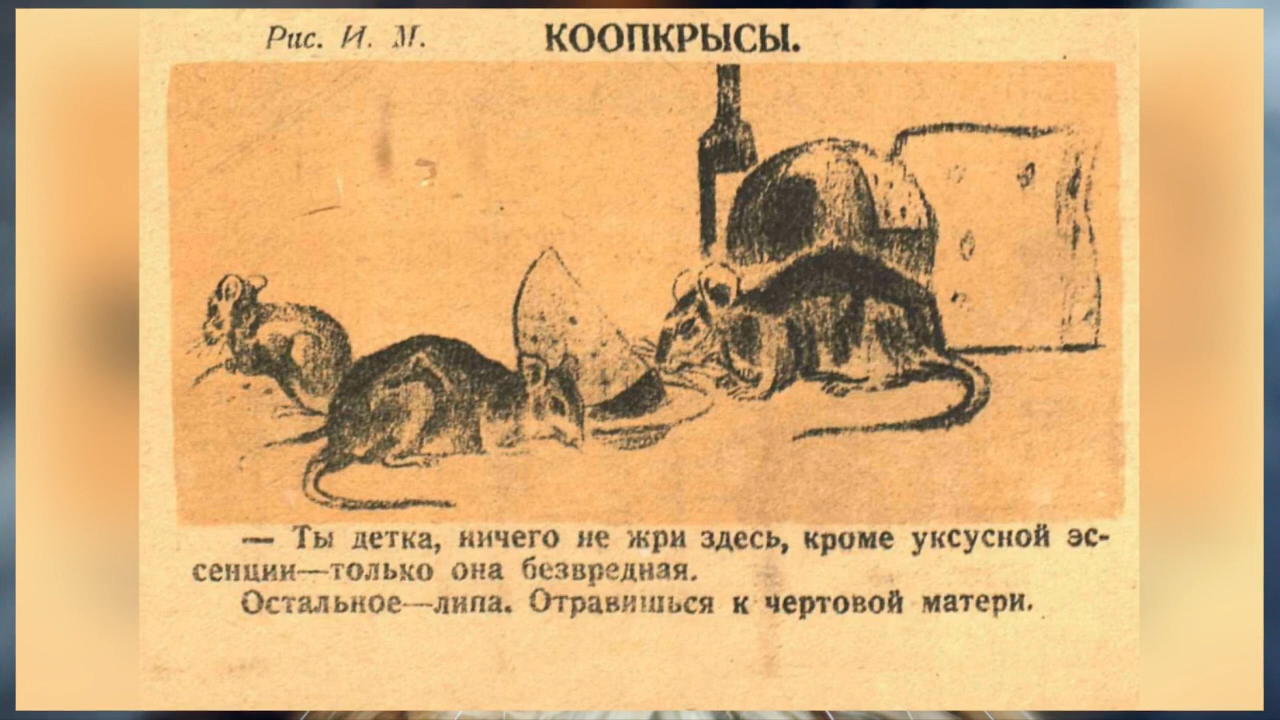 Рис. И. М.
КООПКРЫСЫ.
— Ты детка, ничего не жри здесь, кроме уксусной эс-
сенции—только она безвредная.
Остальное—липа. Отравишься к чертовой матери.